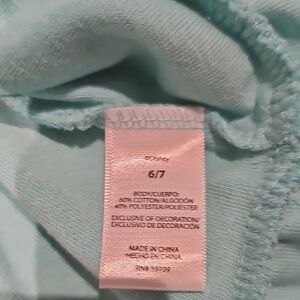 6/7
BODY/CUERPO:
60% COTTON/ALGODÓN
40% POLYESTER/POLIÉSTER
EXCLUSIVE OF DECORATION/
EXCLUSIVO DE DECORACIÓN
MADE IN CHINA
HECHO EN CHINA